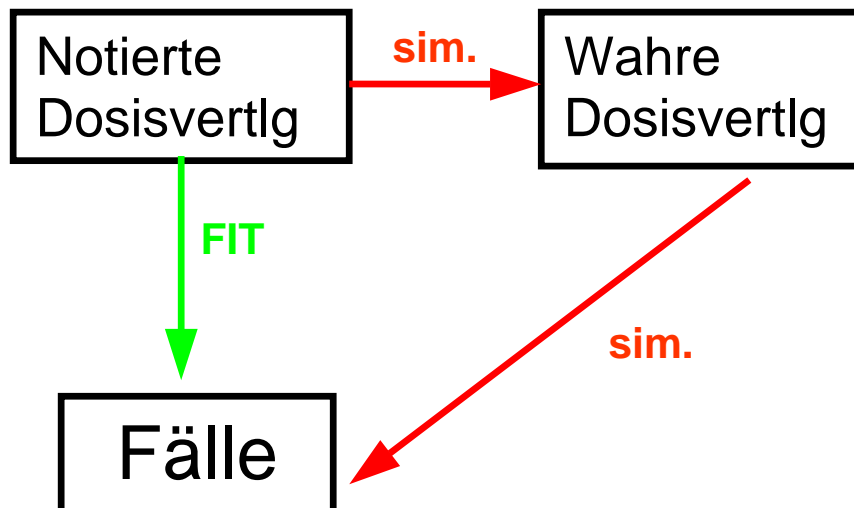 Notierte
Dosisvertlg
sim.
Wahre
Dosisvertlg
FIT
sim.
Fälle